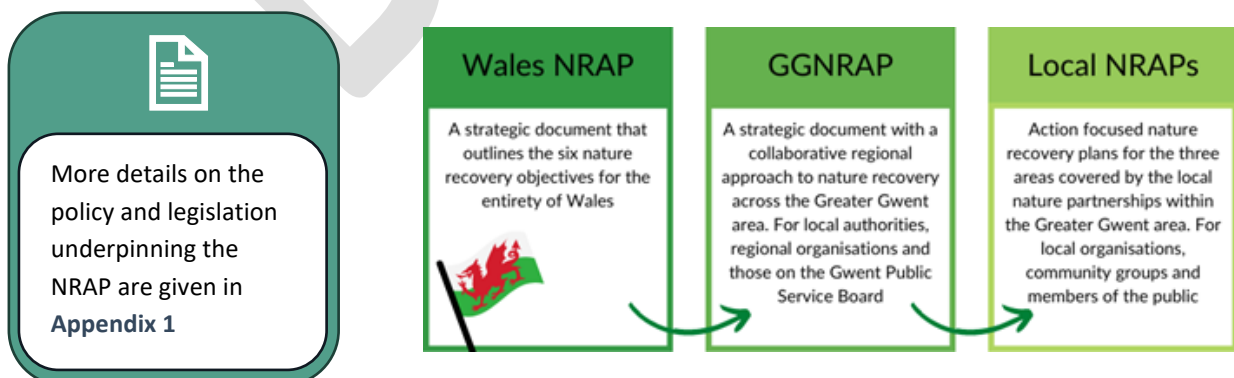 More details on the
policy and legislation
underpinning the
NRAP are given in
Appendix 1
Wales NRAP
A strategic document that
outlines the six nature
recovery objectives for the
entirety of Wales
GGNRAP
A strategic document with a
collaborative regional
approach to nature recovery
across the Greater Gwent
area. For local authorities,
regional organisations and
those on the Gwent Public
Service Board
Local NRAPs
Action focused nature
recovery plans for the three
areas covered by the local
nature partnerships within
the Greater Gwent area. For
local organisations,
community groups and
members of the public